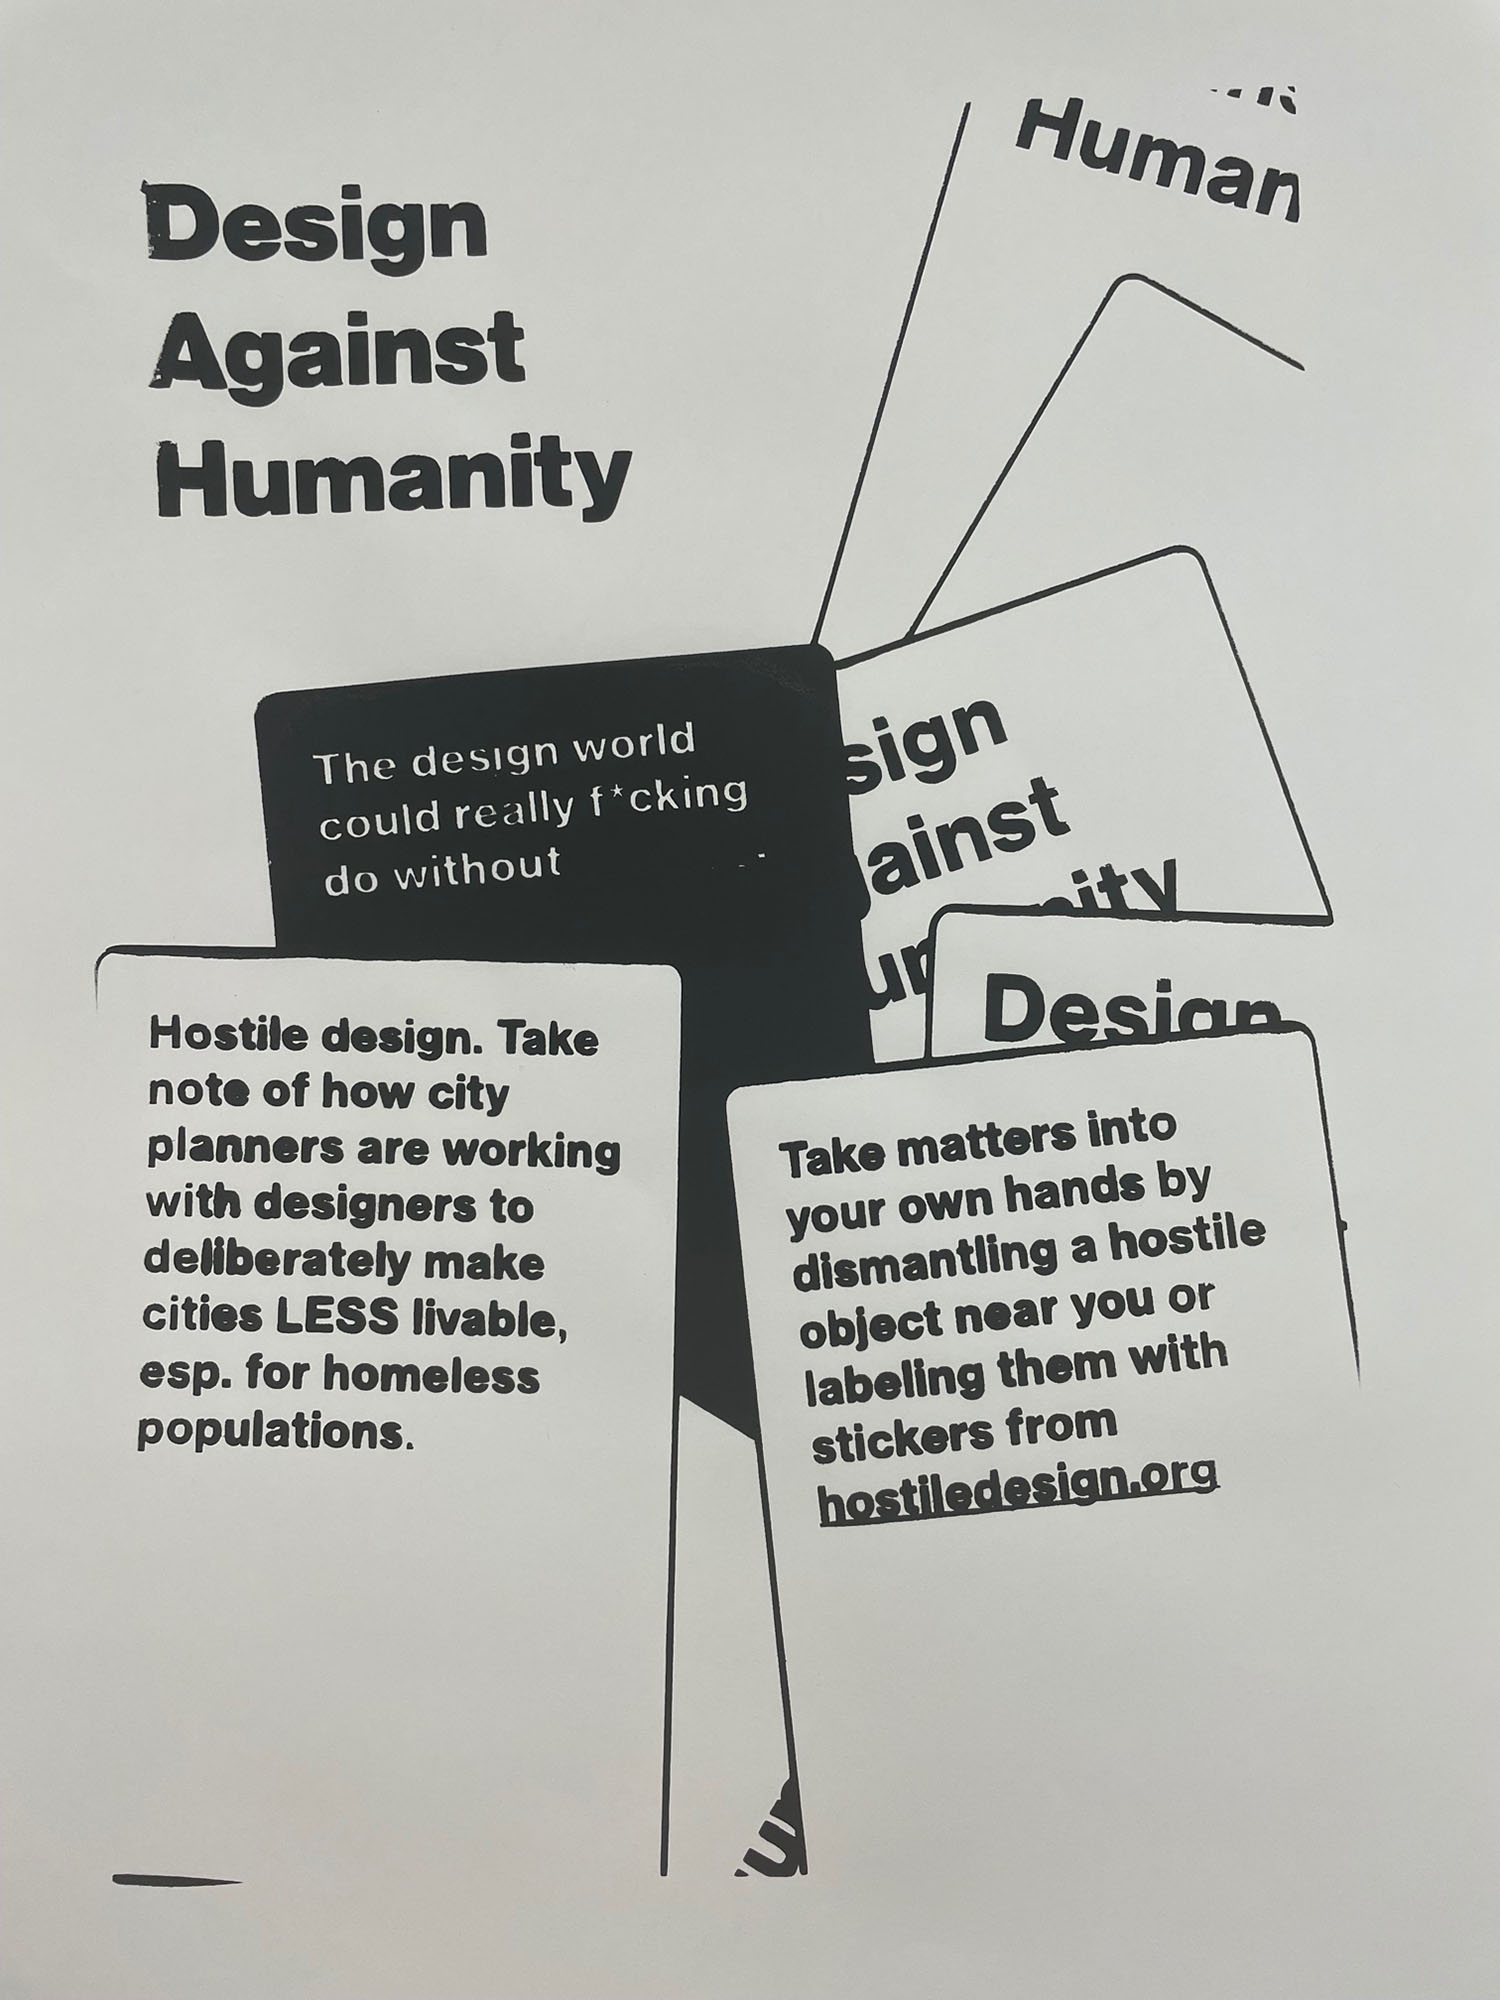 Design
Against
Humanity
Human
The design world
could really f*cking
do without
sign
ainst
nity
Design
Hostile design. Take
note of how city
planners are working
with designers to
deliberately make
cities LESS livable,
esp. for homeless
populations.
Take matters into
your own hands by
dismantling a hostile
object near you or
labeling them with
stickers from
hostiledesign.org